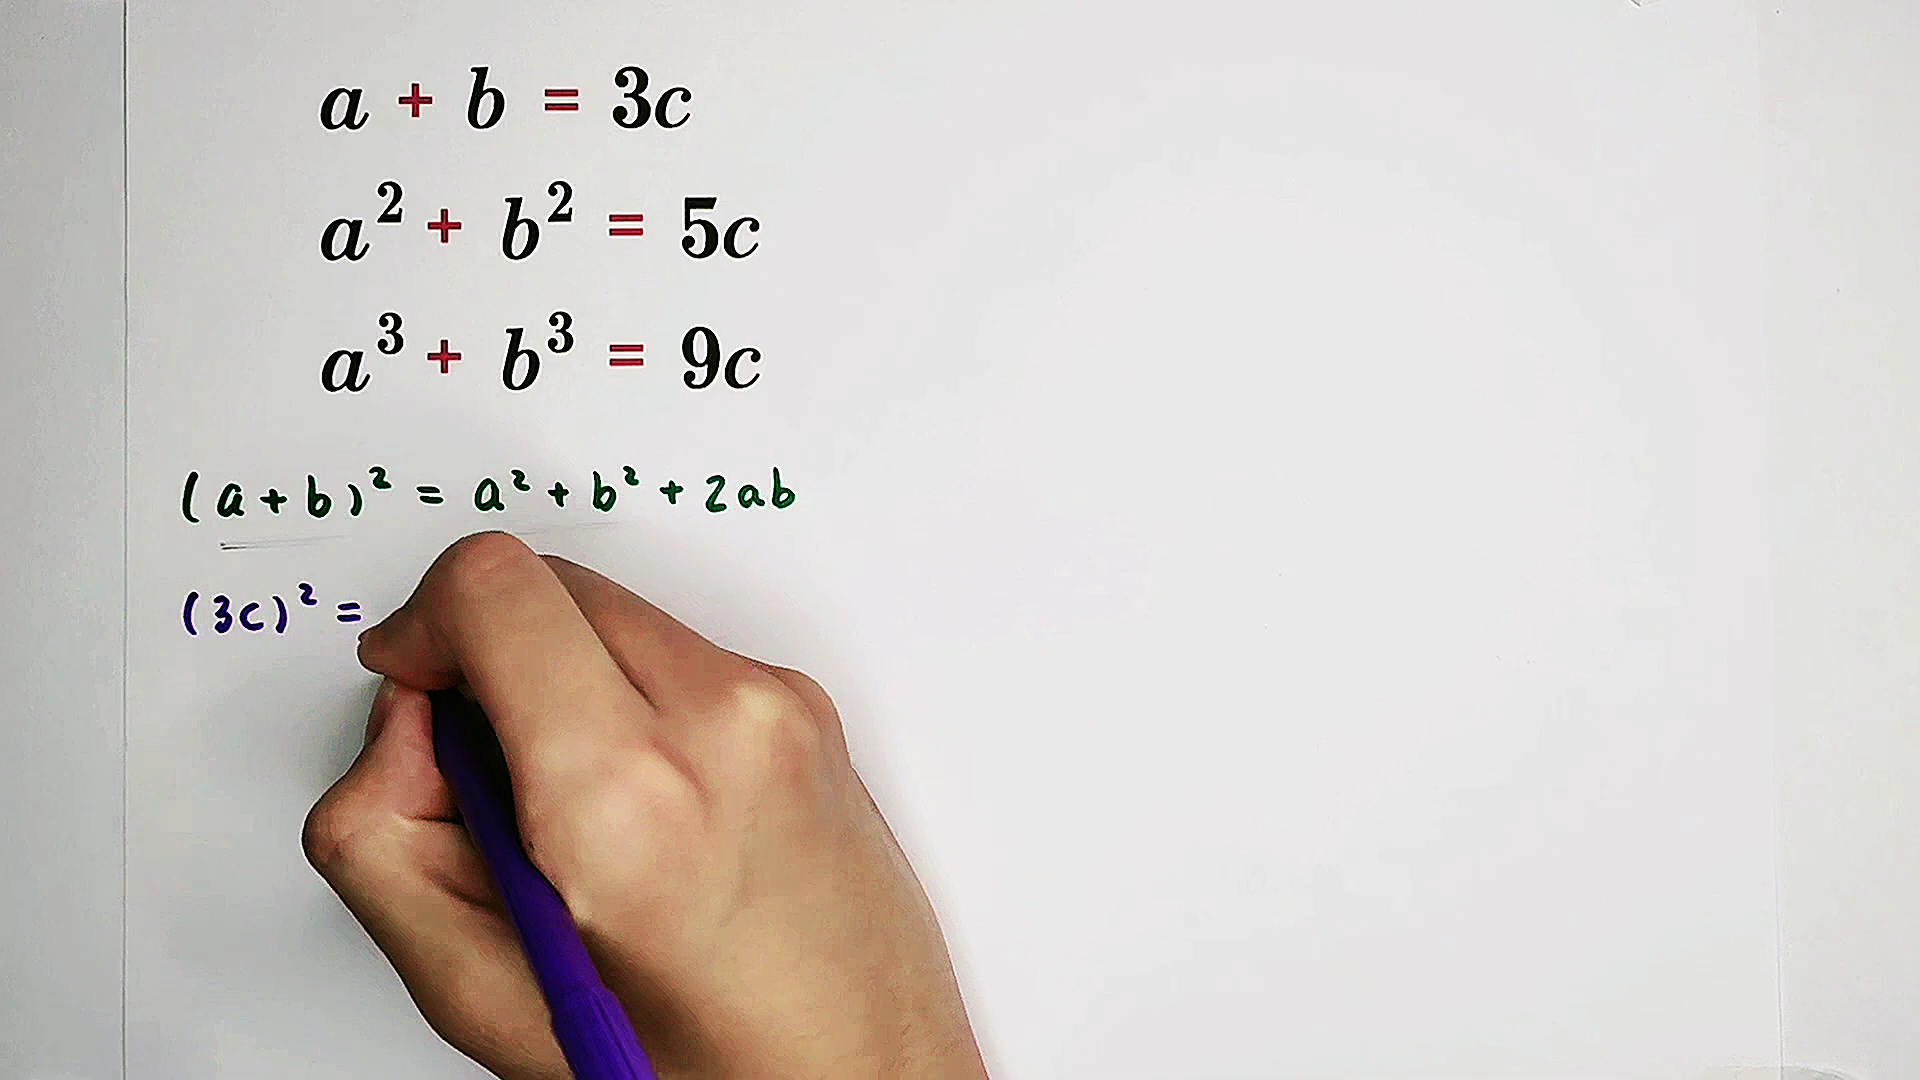 a + b = 3c
a² + b² = 5c
a³ + b³ = 9c
(a+b)² = a² + b² + 2ab
(3c)² =